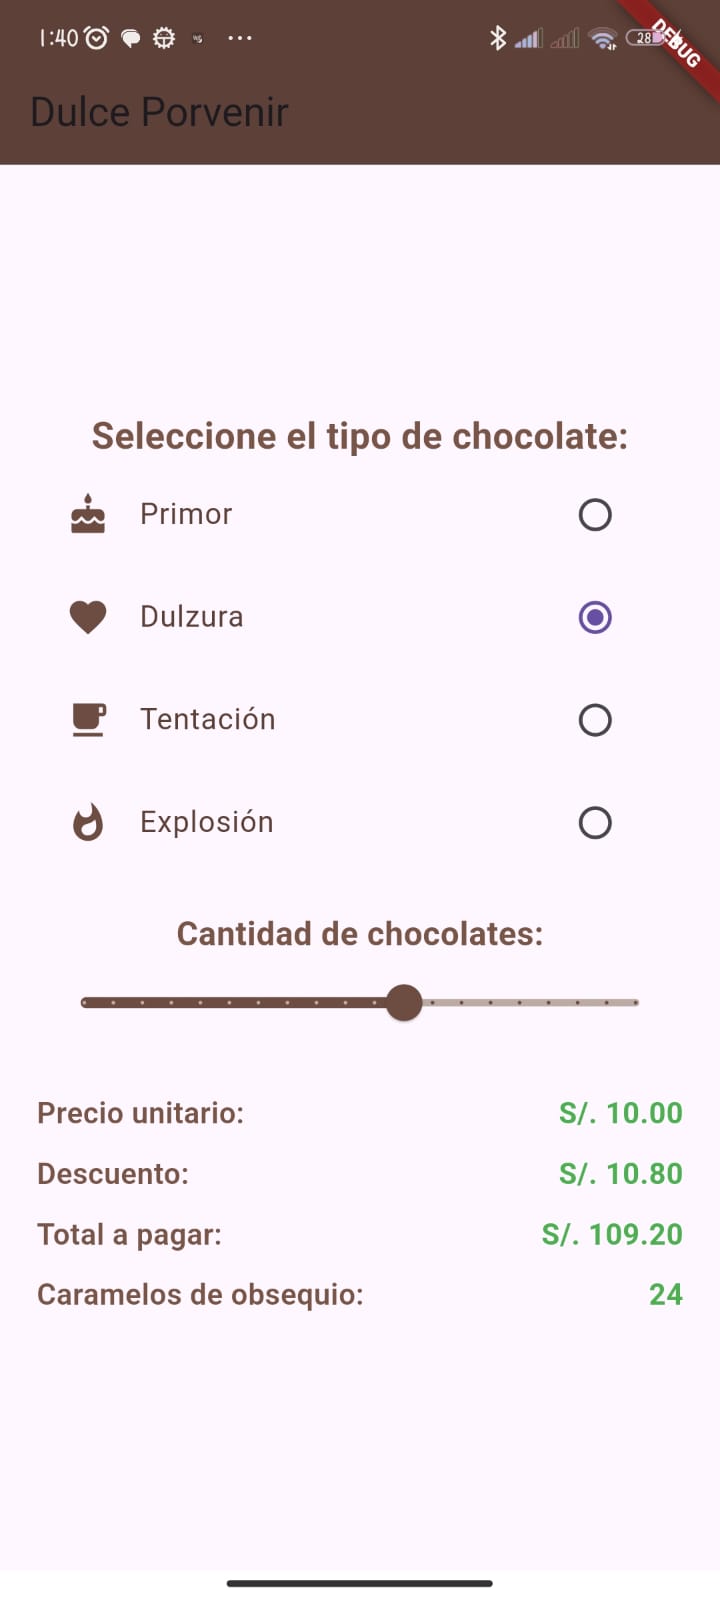 1:40
28
DEBUG
Dulce Porvenir
Seleccione el tipo de chocolate:
Primor
Dulzura
Tentación
Explosión
Cantidad de chocolates:
Precio unitario: S/. 10.00
Descuento: S/. 10.80
Total a pagar: S/. 109.20
Caramelos de obsequio: 24